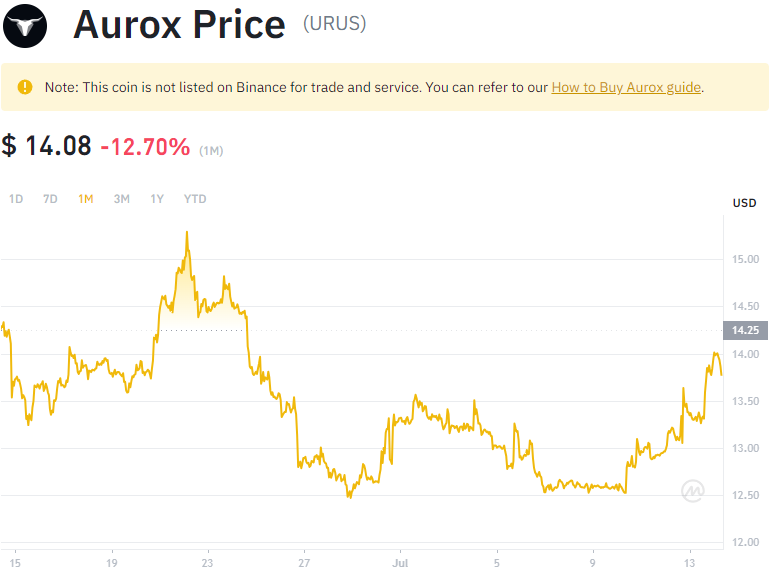 Aurox Price (URUS)
Note: This coin is not listed on Binance for trade and service. You can refer to our How to Buy Aurox guide.
$ 14.08 -12.70% (1M)
1D 7D 1M 3M 1Y YTD
USD
15.00
14.50
14.25
14.00
13.50
13.00
12.50
12.00
15 19 23 27 Jul 5 9 13